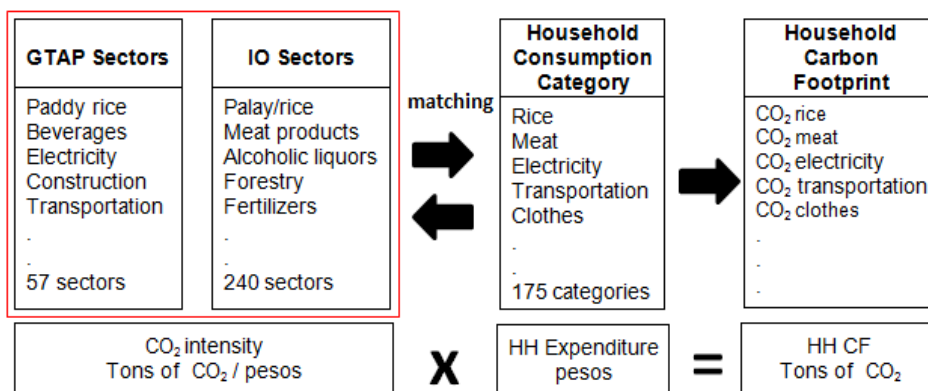 GTAP Sectors
Paddy rice
Beverages
Electricity
Construction
Transportation
.
.
57 sectors
IO Sectors
Palay/rice
Meat products
Alcoholic liquors
Forestry
Fertilizers
.
.
240 sectors
matching
Household
Consumption
Category
Rice
Meat
Electricity
Transportation
Clothes
.
.
175 categories
Household
Carbon
Footprint
CO₂ rice
CO₂ meat
CO₂ electricity
CO₂ transportation
CO₂ clothes
.
.
.
CO₂ intensity
Tons of CO₂ / pesos
X
HH Expenditure
pesos
=
HH CF
Tons of CO₂